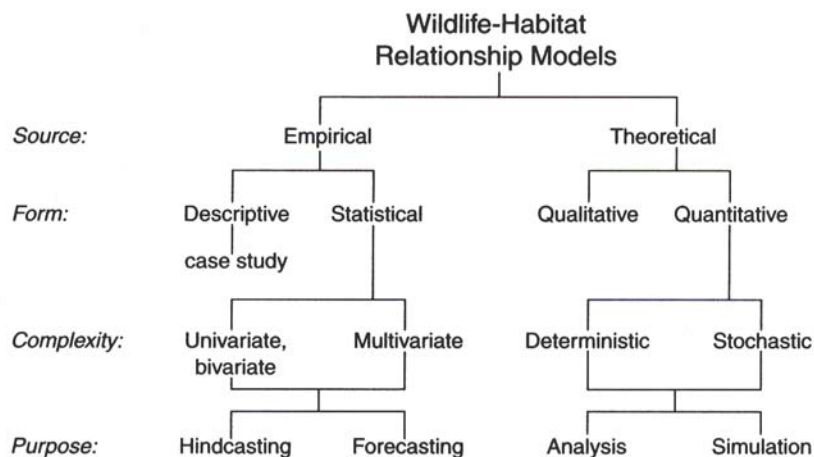 Wildlife-Habitat
Relationship Models
Source: Empirical Theoretical
Form: Descriptive Statistical Qualitative Quantitative
case study
Complexity: Univariate, Multivariate Deterministic Stochastic
bivariate
Purpose: Hindcasting Forecasting Analysis Simulation